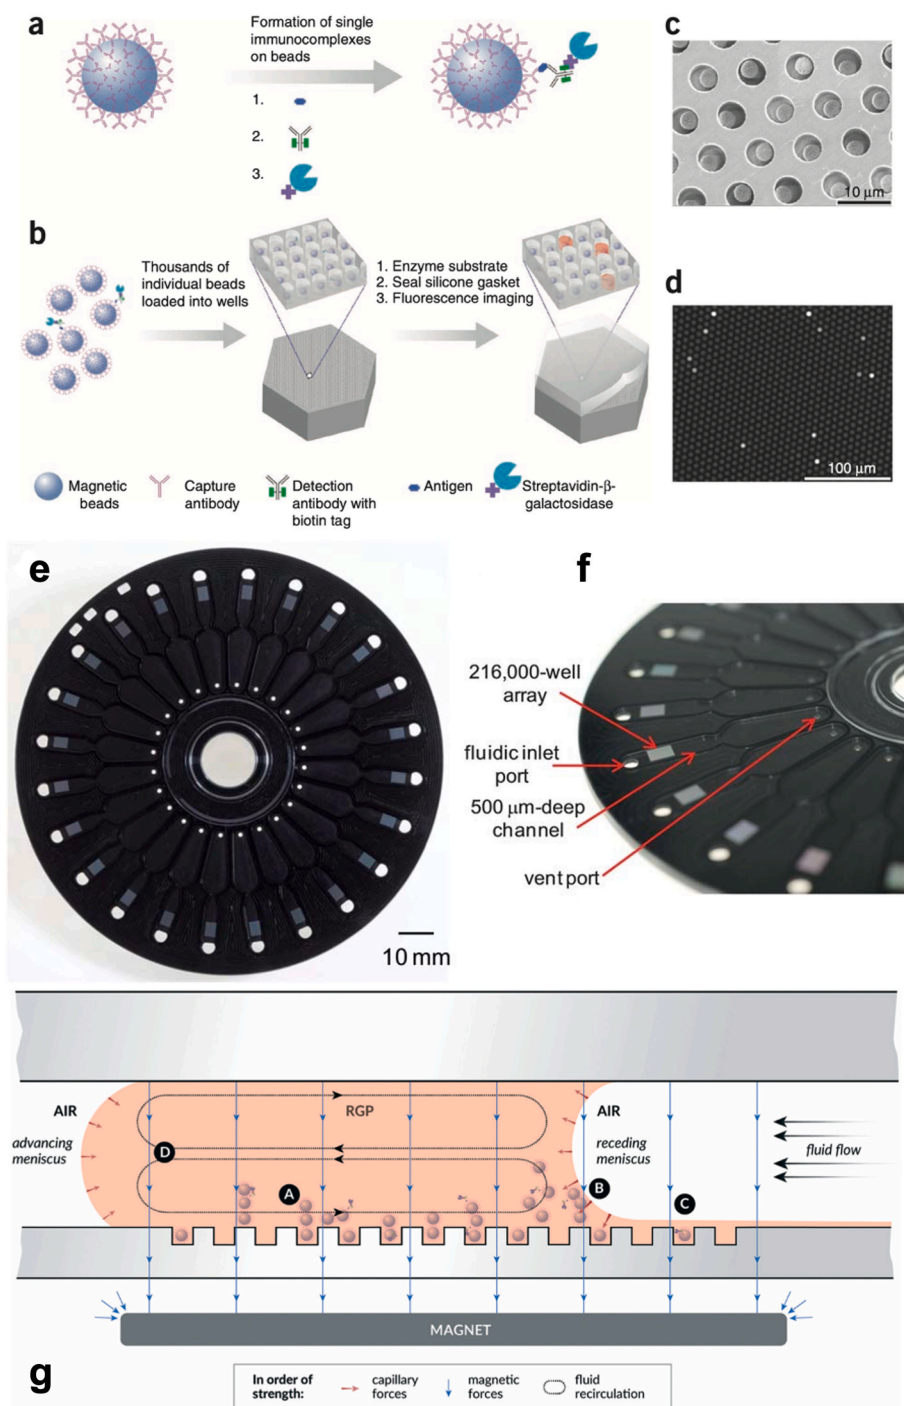 a
Formation of single
immunocomplexes
on beads
1.
2.
3.
c
10 μm
b
Thousands of
individual beads
loaded into wells
1. Enzyme substrate
2. Seal silicone gasket
3. Fluorescence imaging
d
100 μm
Magnetic
beads
Capture
antibody
Detection
antibody with
biotin tag
Antigen
Streptavidin-β-
galactosidase
e
10 mm
f
216,000-well
array
fluidic inlet
port
500 μm-deep
channel
vent port
AIR
advancing
meniscus
RGP
AIR
receding
meniscus
fluid flow
D
A
B
C
MAGNET
g
In order of
strength:
capillary
forces
magnetic
forces
fluid
recirculation